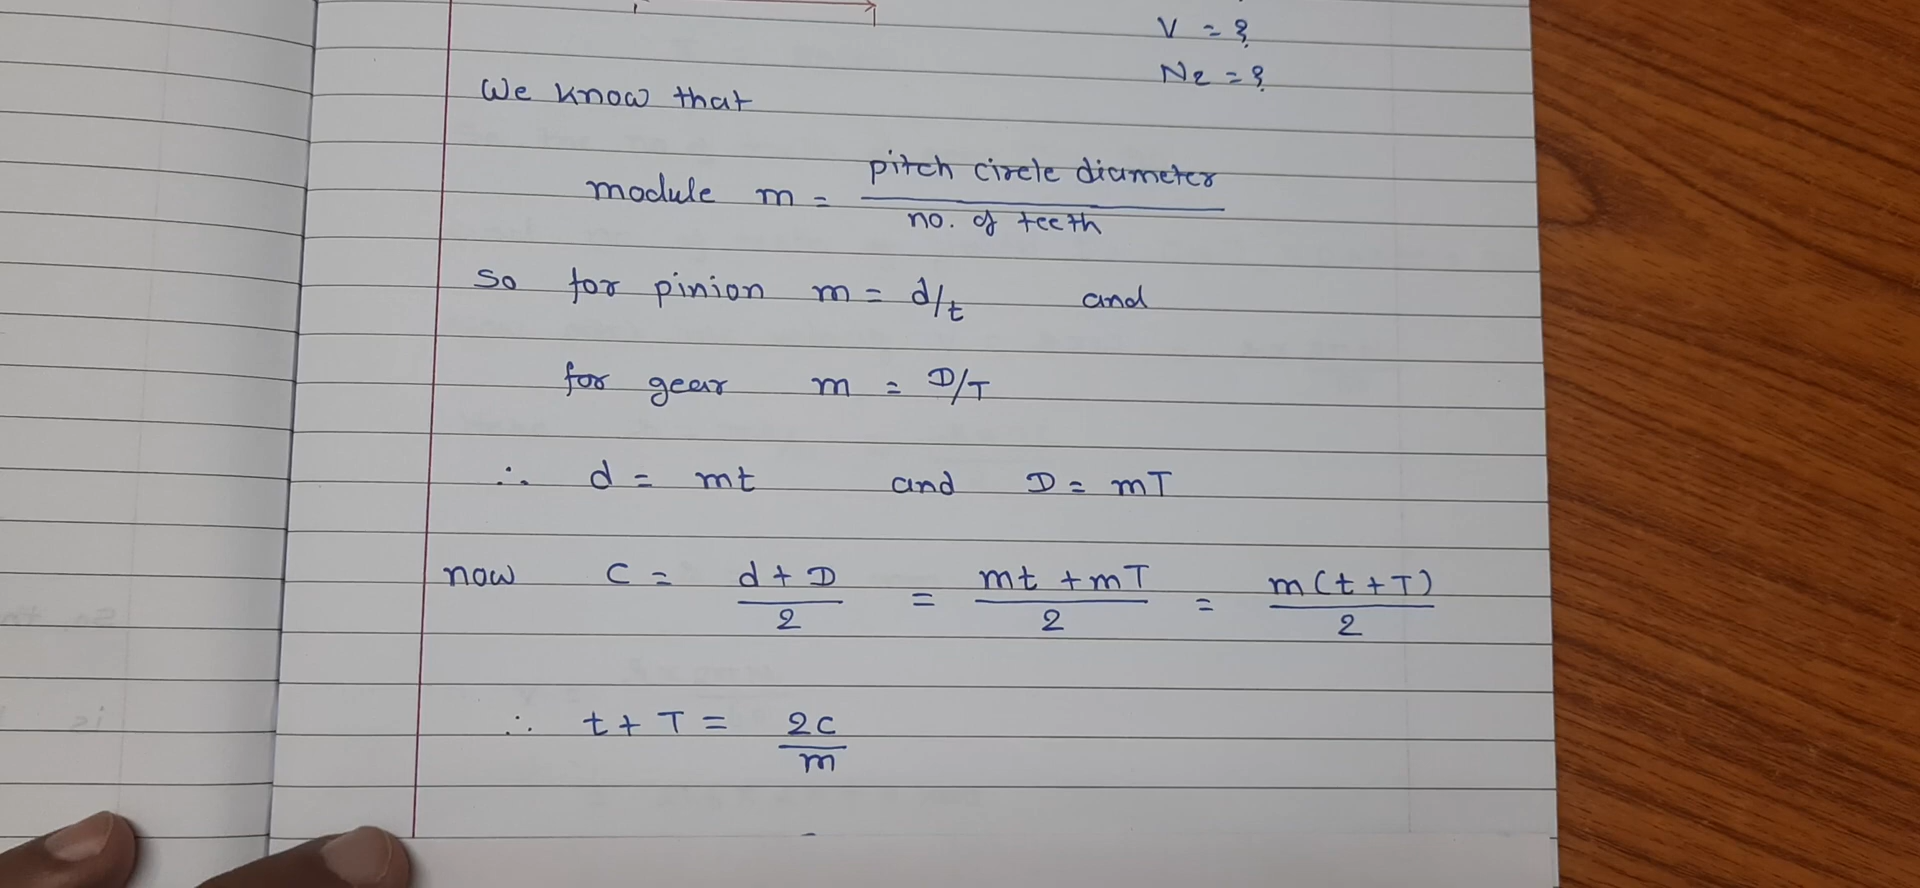 V = ?
N2 = ?
We know that
module m = pitch circle diameter / no. of teeth
so for pinion m = d/t and
for gear m = D/T
∴ d = mt and D = mT
now C = d + D / 2 = mt + mT / 2 = m(t + T) / 2
∴ t + T = 2C / m